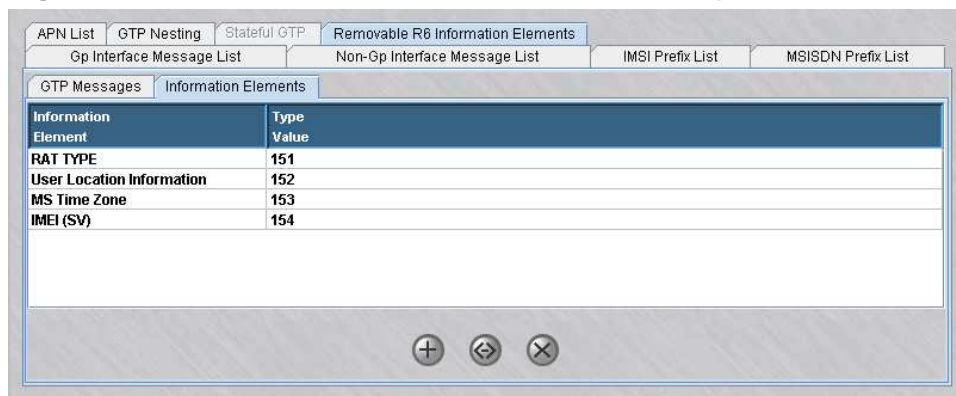 APN List GTP Nesting Stateful GTP Removable R6 Information Elements
Gp Interface Message List Non-Gp Interface Message List IMSI Prefix List MSISDN Prefix List
GTP Messages Information Elements
Information Element Type Value
RAT TYPE 151
User Location Information 152
MS Time Zone 153
IMEI (SV) 154